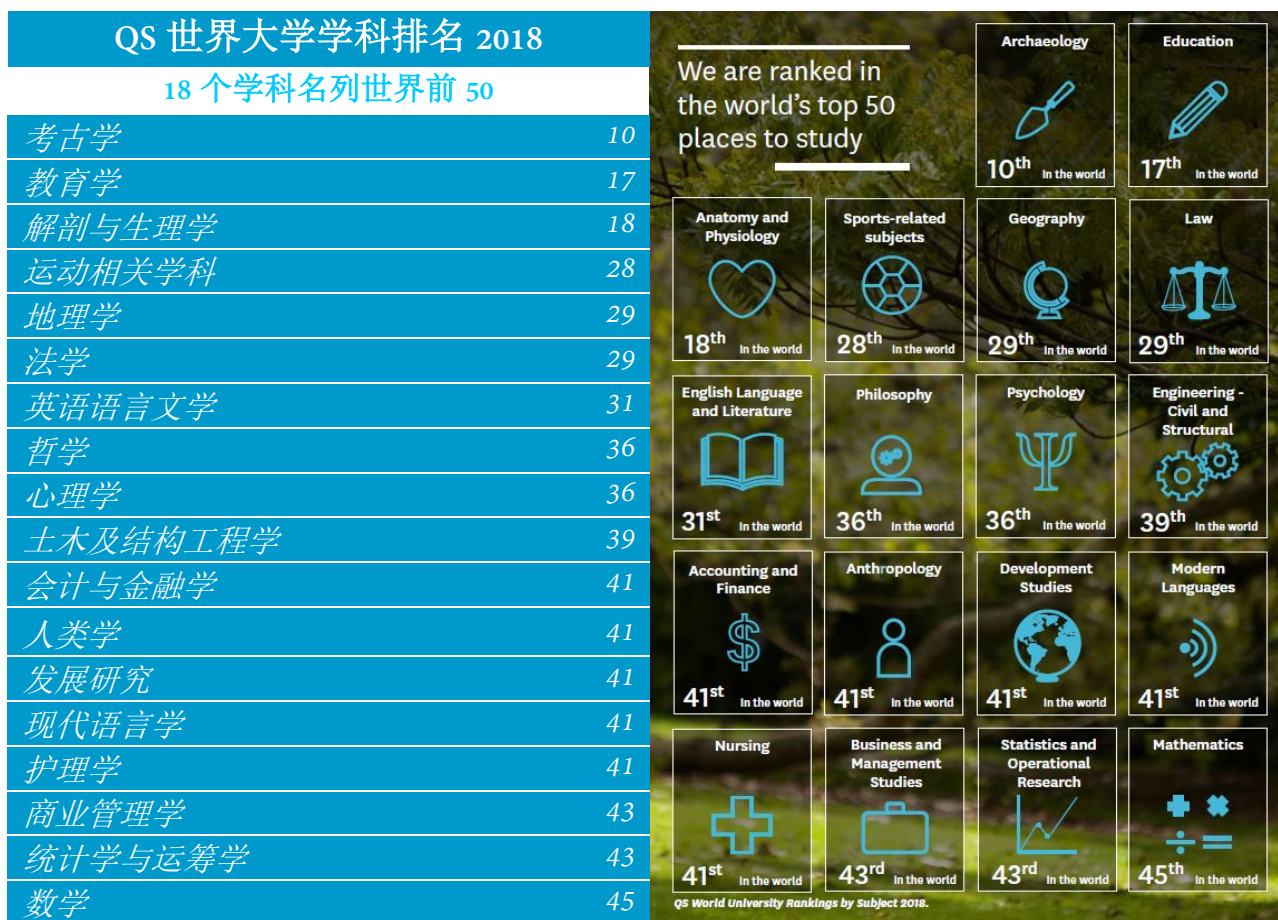 QS 世界大学学科排名 2018
18 个学科名列世界前 50
考古学 10
教育学 17
解剖与生理学 18
运动相关学科 28
地理学 29
法学 29
英语语言文学 31
哲学 36
心理学 36
土木及结构工程学 39
会计与金融学 41
人类学 41
发展研究 41
现代语言学 41
护理学 41
商业管理学 43
统计学与运筹学 43
数学 45
We are ranked in
the world's top 50
places to study
Archaeology
10th In the world
Education
17th In the world
Anatomy and
Physiology
18th In the world
Sports-related
subjects
28th In the world
Geography
29th In the world
Law
29th In the world
English Language
and Literature
31st In the world
Philosophy
36th In the world
Psychology
36th In the world
Engineering -
Civil and
Structural
39th In the world
Accounting and
Finance
$
41st In the world
Anthropology
41st In the world
Development
Studies
41st In the world
Modern
Languages
41st In the world
Nursing
41st In the world
Business and
Management
Studies
43rd In the world
Statistics and
Operational
Research
43rd In the world
Mathematics
45th In the world
QS World University Rankings by Subject 2018.